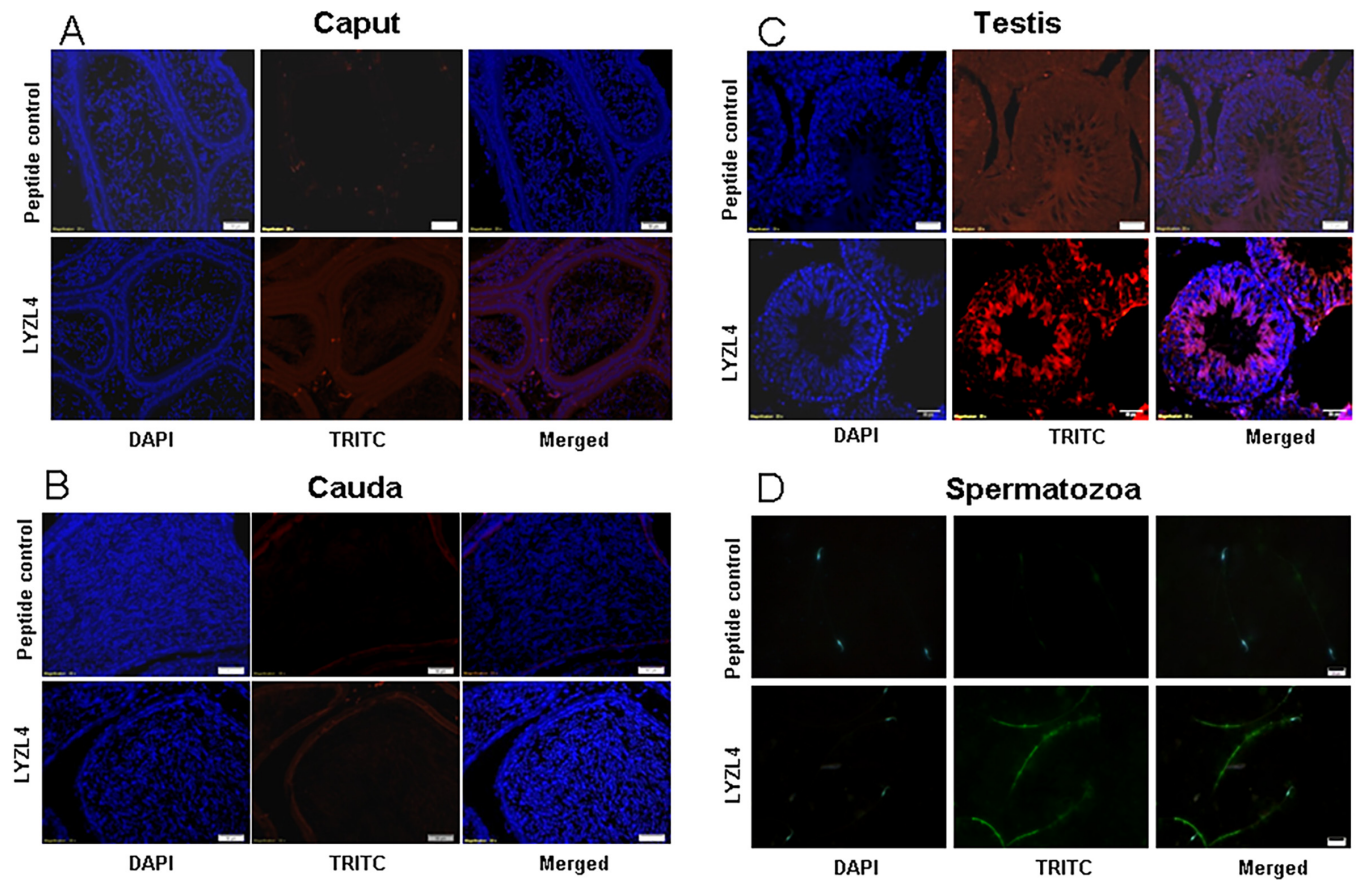 A
Caput
Peptide control
LYZL4
DAPI
TRITC
Merged
B
Cauda
Peptide control
LYZL4
DAPI
TRITC
Merged
C
Testis
Peptide control
LYZL4
DAPI
TRITC
Merged
D
Spermatozoa
Peptide control
LYZL4
DAPI
TRITC
Merged